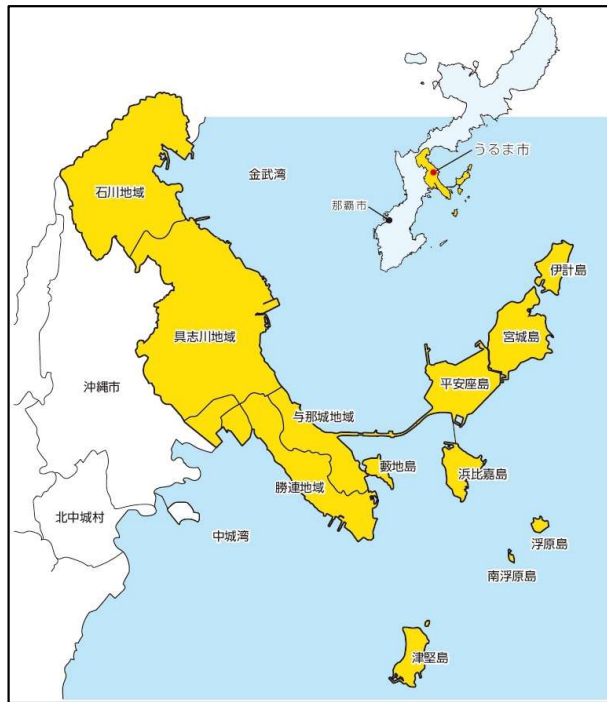 うるま市
石川地域
金武湾
那覇市
伊計島
宮城島
具志川地域
平安座島
沖縄市
与那城地域
藪地島
浜比嘉島
勝連地域
北中城村
中城湾
浮原島
南浮原島
津堅島